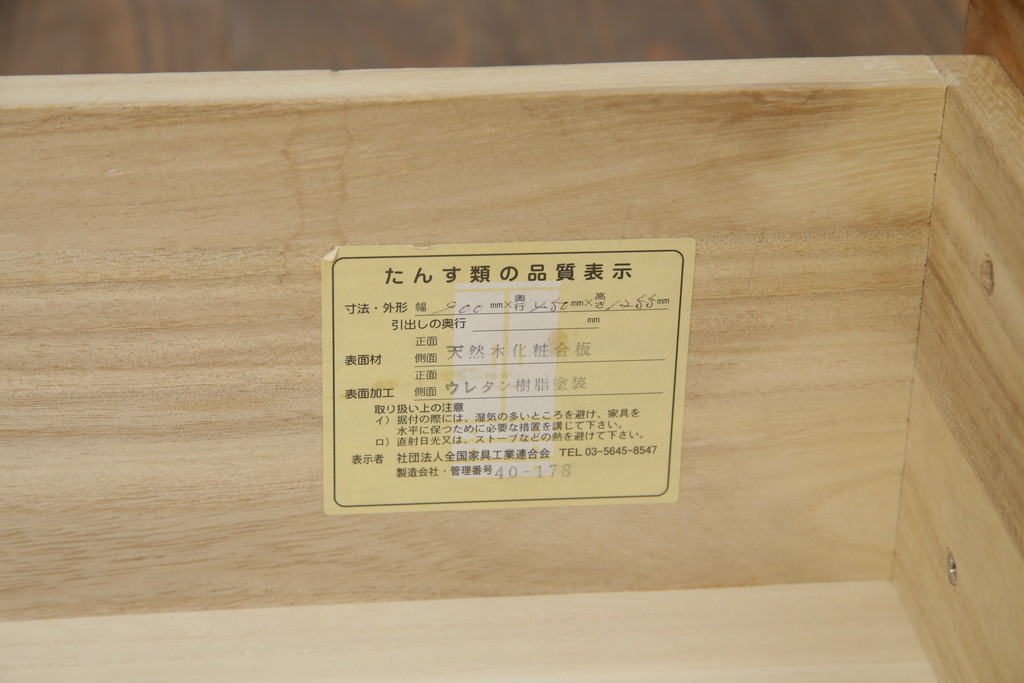 たんす類の品質表示
寸法・外形 幅 900 mm× 奥行 450 mm× 高さ mm
引出しの奥行 mm
表面材 正面 側面 天然木化粧合板
表面加工 正面 側面 ウレタン樹脂塗装
取り扱い上の注意
イ）据付の際には、湿気の多いところを避け、家具を
水平に保つために必要な措置を講じて下さい。
ロ）直射日光又は、ストーブなどの熱を避けて下さい。
表示者 社団法人全国家具工業連合会 TEL 03-5645-8547
製造会社・管理番号 40-178